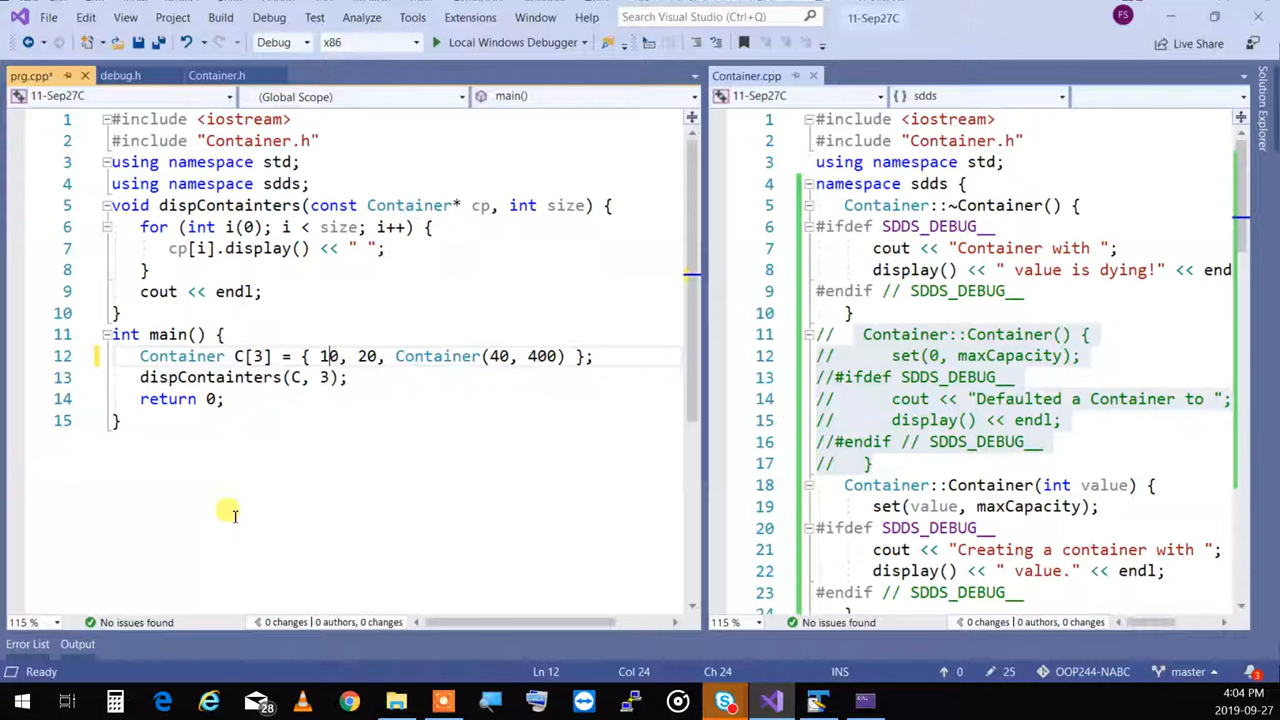 File Edit View Project Build Debug Test Analyze Tools Extensions Window Help Search Visual Studio (Ctrl+Q) 11-Sep27C FS
Debug x86 Local Windows Debugger Live Share
prg.cpp* debug.h Container.h
11-Sep27C (Global Scope) main()
1 #include <iostream>
2 #include "Container.h"
3 using namespace std;
4 using namespace sdds;
5 void dispContainters(const Container* cp, int size) {
6 for (int i(0); i < size; i++) {
7 cp[i].display() << " ";
8 }
9 cout << endl;
10 }
11 int main() {
12 Container C[3] = { 10, 20, Container(40, 400) };
13 dispContainters(C, 3);
14 return 0;
15 }
115 % No issues found 0 changes | 0 authors, 0 changes
Container.cpp
11-Sep27C sdds
1 #include <iostream>
2 #include "Container.h"
3 using namespace std;
4 namespace sdds {
5 Container::~Container() {
6 #ifdef SDDS_DEBUG__
7 cout << "Container with ";
8 display() << " value is dying!" << end
9 #endif // SDDS_DEBUG__
10 }
11 // Container::Container() {
12 // set(0, maxCapacity);
13 //#ifdef SDDS_DEBUG__
14 // cout << "Defaulted a Container to ";
15 // display() << endl;
16 //#endif // SDDS_DEBUG__
17 // }
18 Container::Container(int value) {
19 set(value, maxCapacity);
20 #ifdef SDDS_DEBUG__
21 cout << "Creating a container with ";
22 display() << " value." << endl;
23 #endif // SDDS_DEBUG__
24 }
115 % No issues found 0 changes | 0 authors, 0 changes
Solution Explorer
Error List Output
Ready Ln 12 Col 24 Ch 24 INS 0 25 OOP244-NABC master 3
28
4:04 PM
2019-09-27